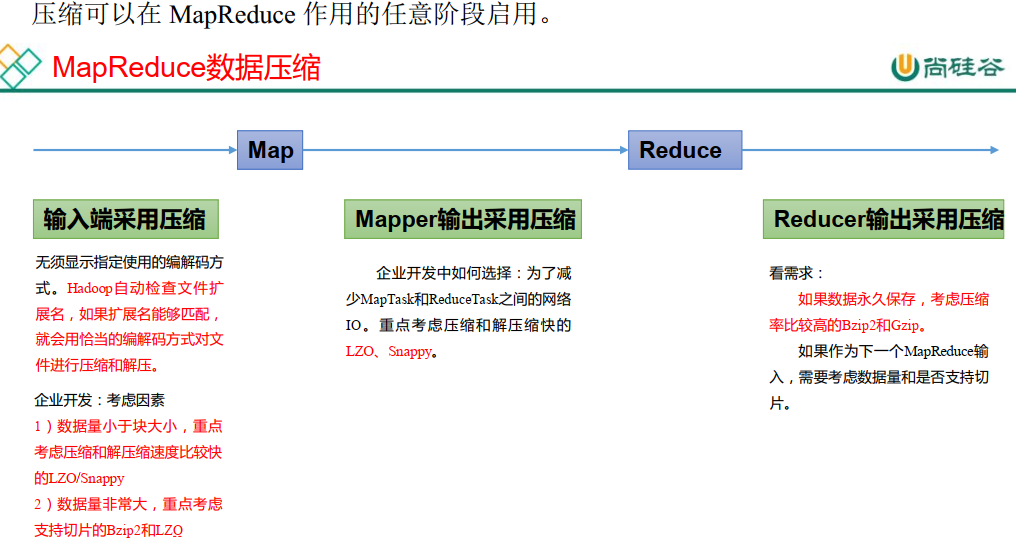 压缩可以在 MapReduce 作用的任意阶段启用。
MapReduce数据压缩
尚硅谷
Map
Reduce
输入端采用压缩
无须显示指定使用的编解码方
式。Hadoop自动检查文件扩
展名，如果扩展名能够匹配，
就会用恰当的编解码方式对文
件进行压缩和解压。
企业开发：考虑因素
1）数据量小于块大小，重点
考虑压缩和解压缩速度比较快
的LZO/Snappy
2）数据量非常大，重点考虑
支持切片的Bzip2和LZO
Mapper输出采用压缩
企业开发中如何选择：为了减
少MapTask和ReduceTask之间的网络
IO。重点考虑压缩和解压缩快的
LZO、Snappy。
Reducer输出采用压缩
看需求：
如果数据永久保存，考虑压缩
率比较高的Bzip2和Gzip。
如果作为下一个MapReduce输
入，需要考虑数据量和是否支持切
片。